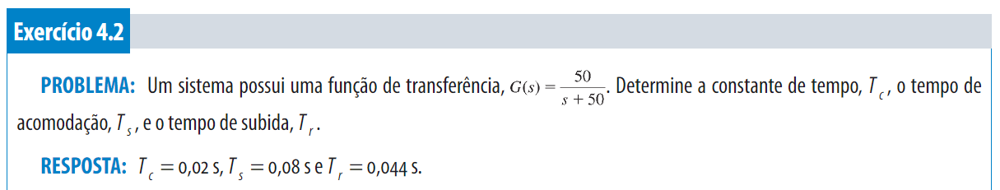 Exercício 4.2
PROBLEMA: Um sistema possui uma função de transferência, G(s) = 50 / (s + 50). Determine a constante de tempo, T_c, o tempo de
acomodação, T_s, e o tempo de subida, T_r.
RESPOSTA: T_c = 0,02 s, T_s = 0,08 s e T_r = 0,044 s.